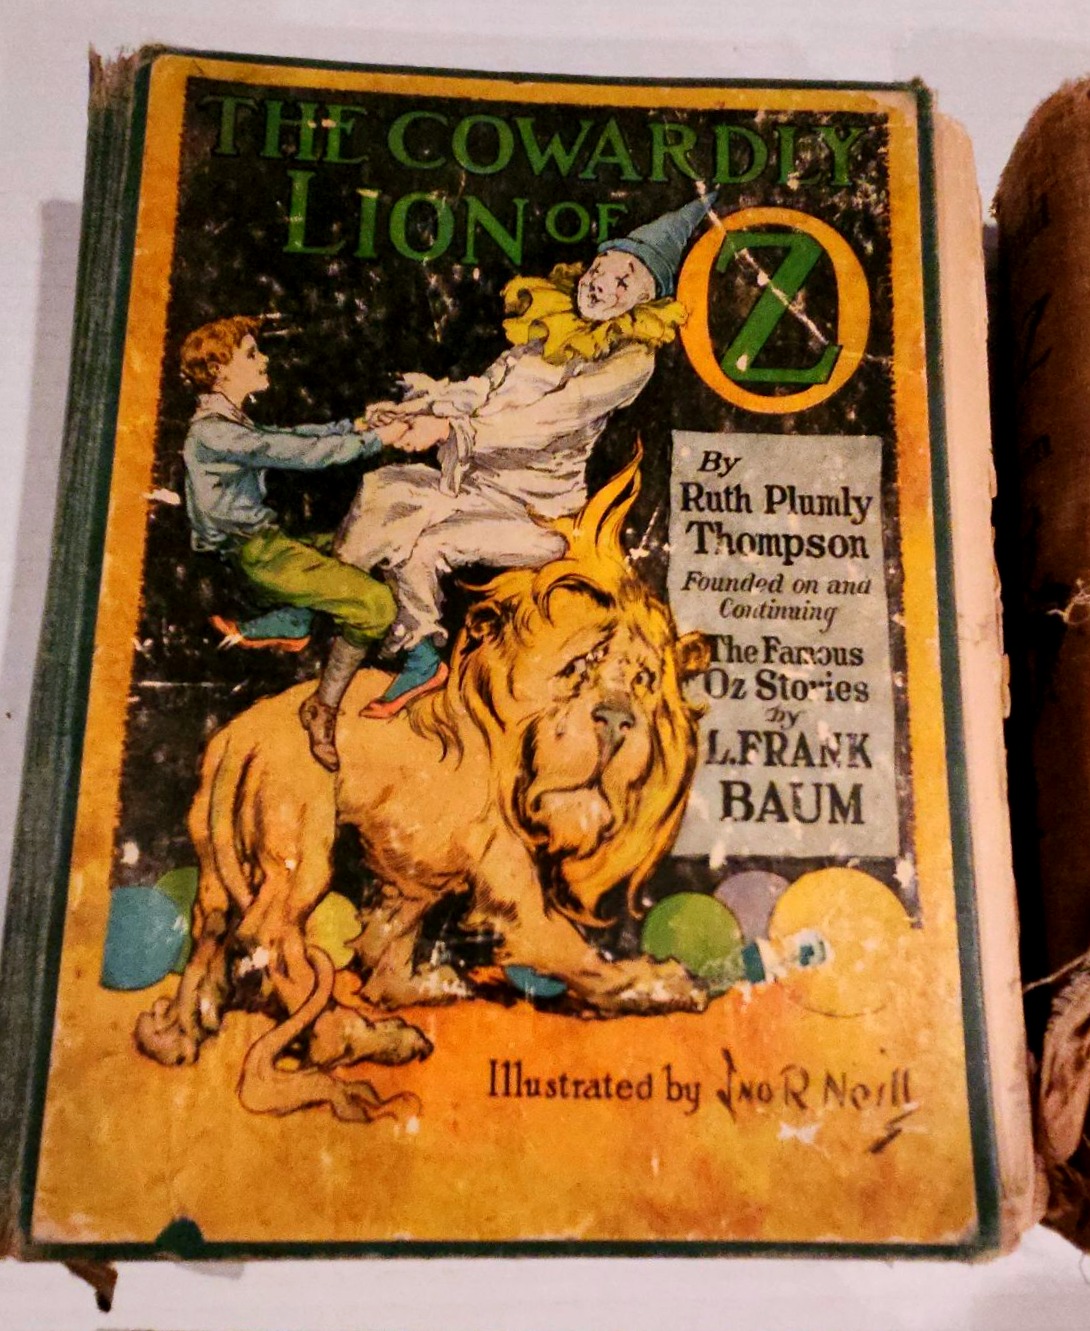 THE COWARDLY
LION OF
OZ
By
Ruth Plumly
Thompson
Founded on and
Continuing
The Famous
Oz Stories
by
L. FRANK
BAUM
Illustrated by Jno R Neill